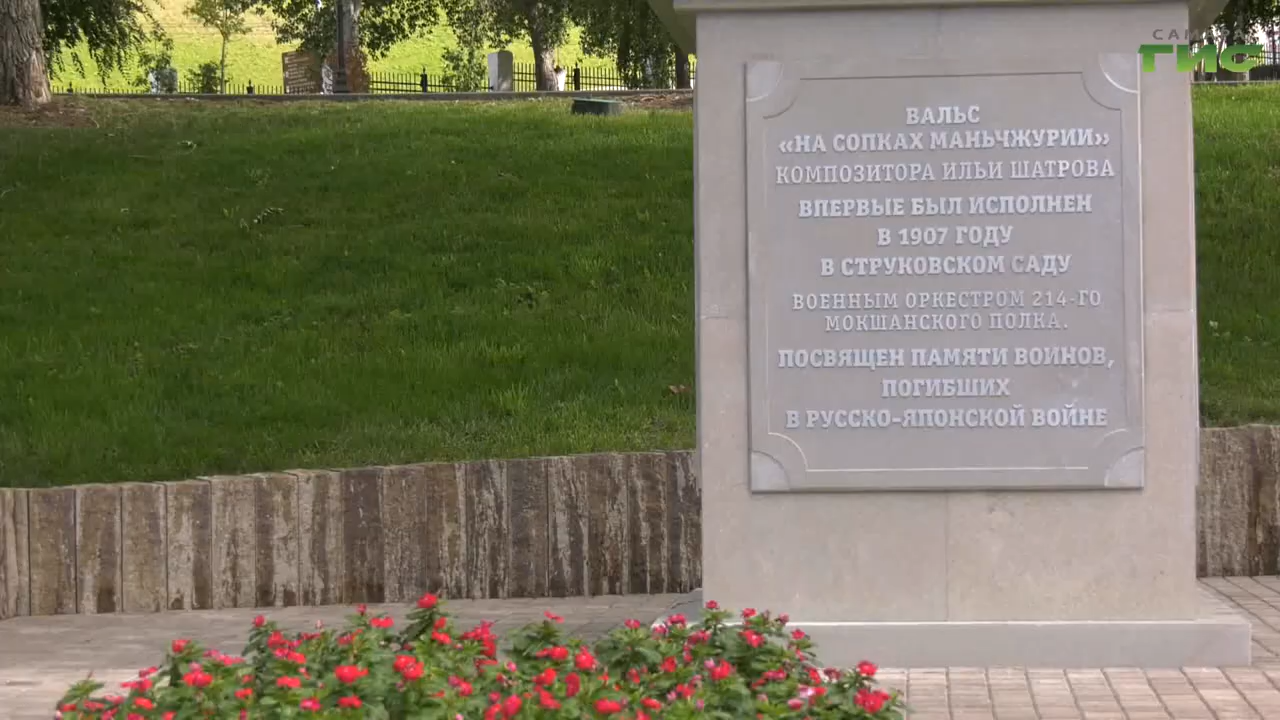 САМАРА
ГИС
ВАЛЬС
«НА СОПКАХ МАНЬЧЖУРИИ»
КОМПОЗИТОРА ИЛЬИ ШАТРОВА
ВПЕРВЫЕ БЫЛ ИСПОЛНЕН
В 1907 ГОДУ
В СТРУКОВСКОМ САДУ
ВОЕННЫМ ОРКЕСТРОМ 214-ГО
МОКШАНСКОГО ПОЛКА.
ПОСВЯЩЕН ПАМЯТИ ВОИНОВ,
ПОГИБШИХ
В РУССКО-ЯПОНСКОЙ ВОЙНЕ